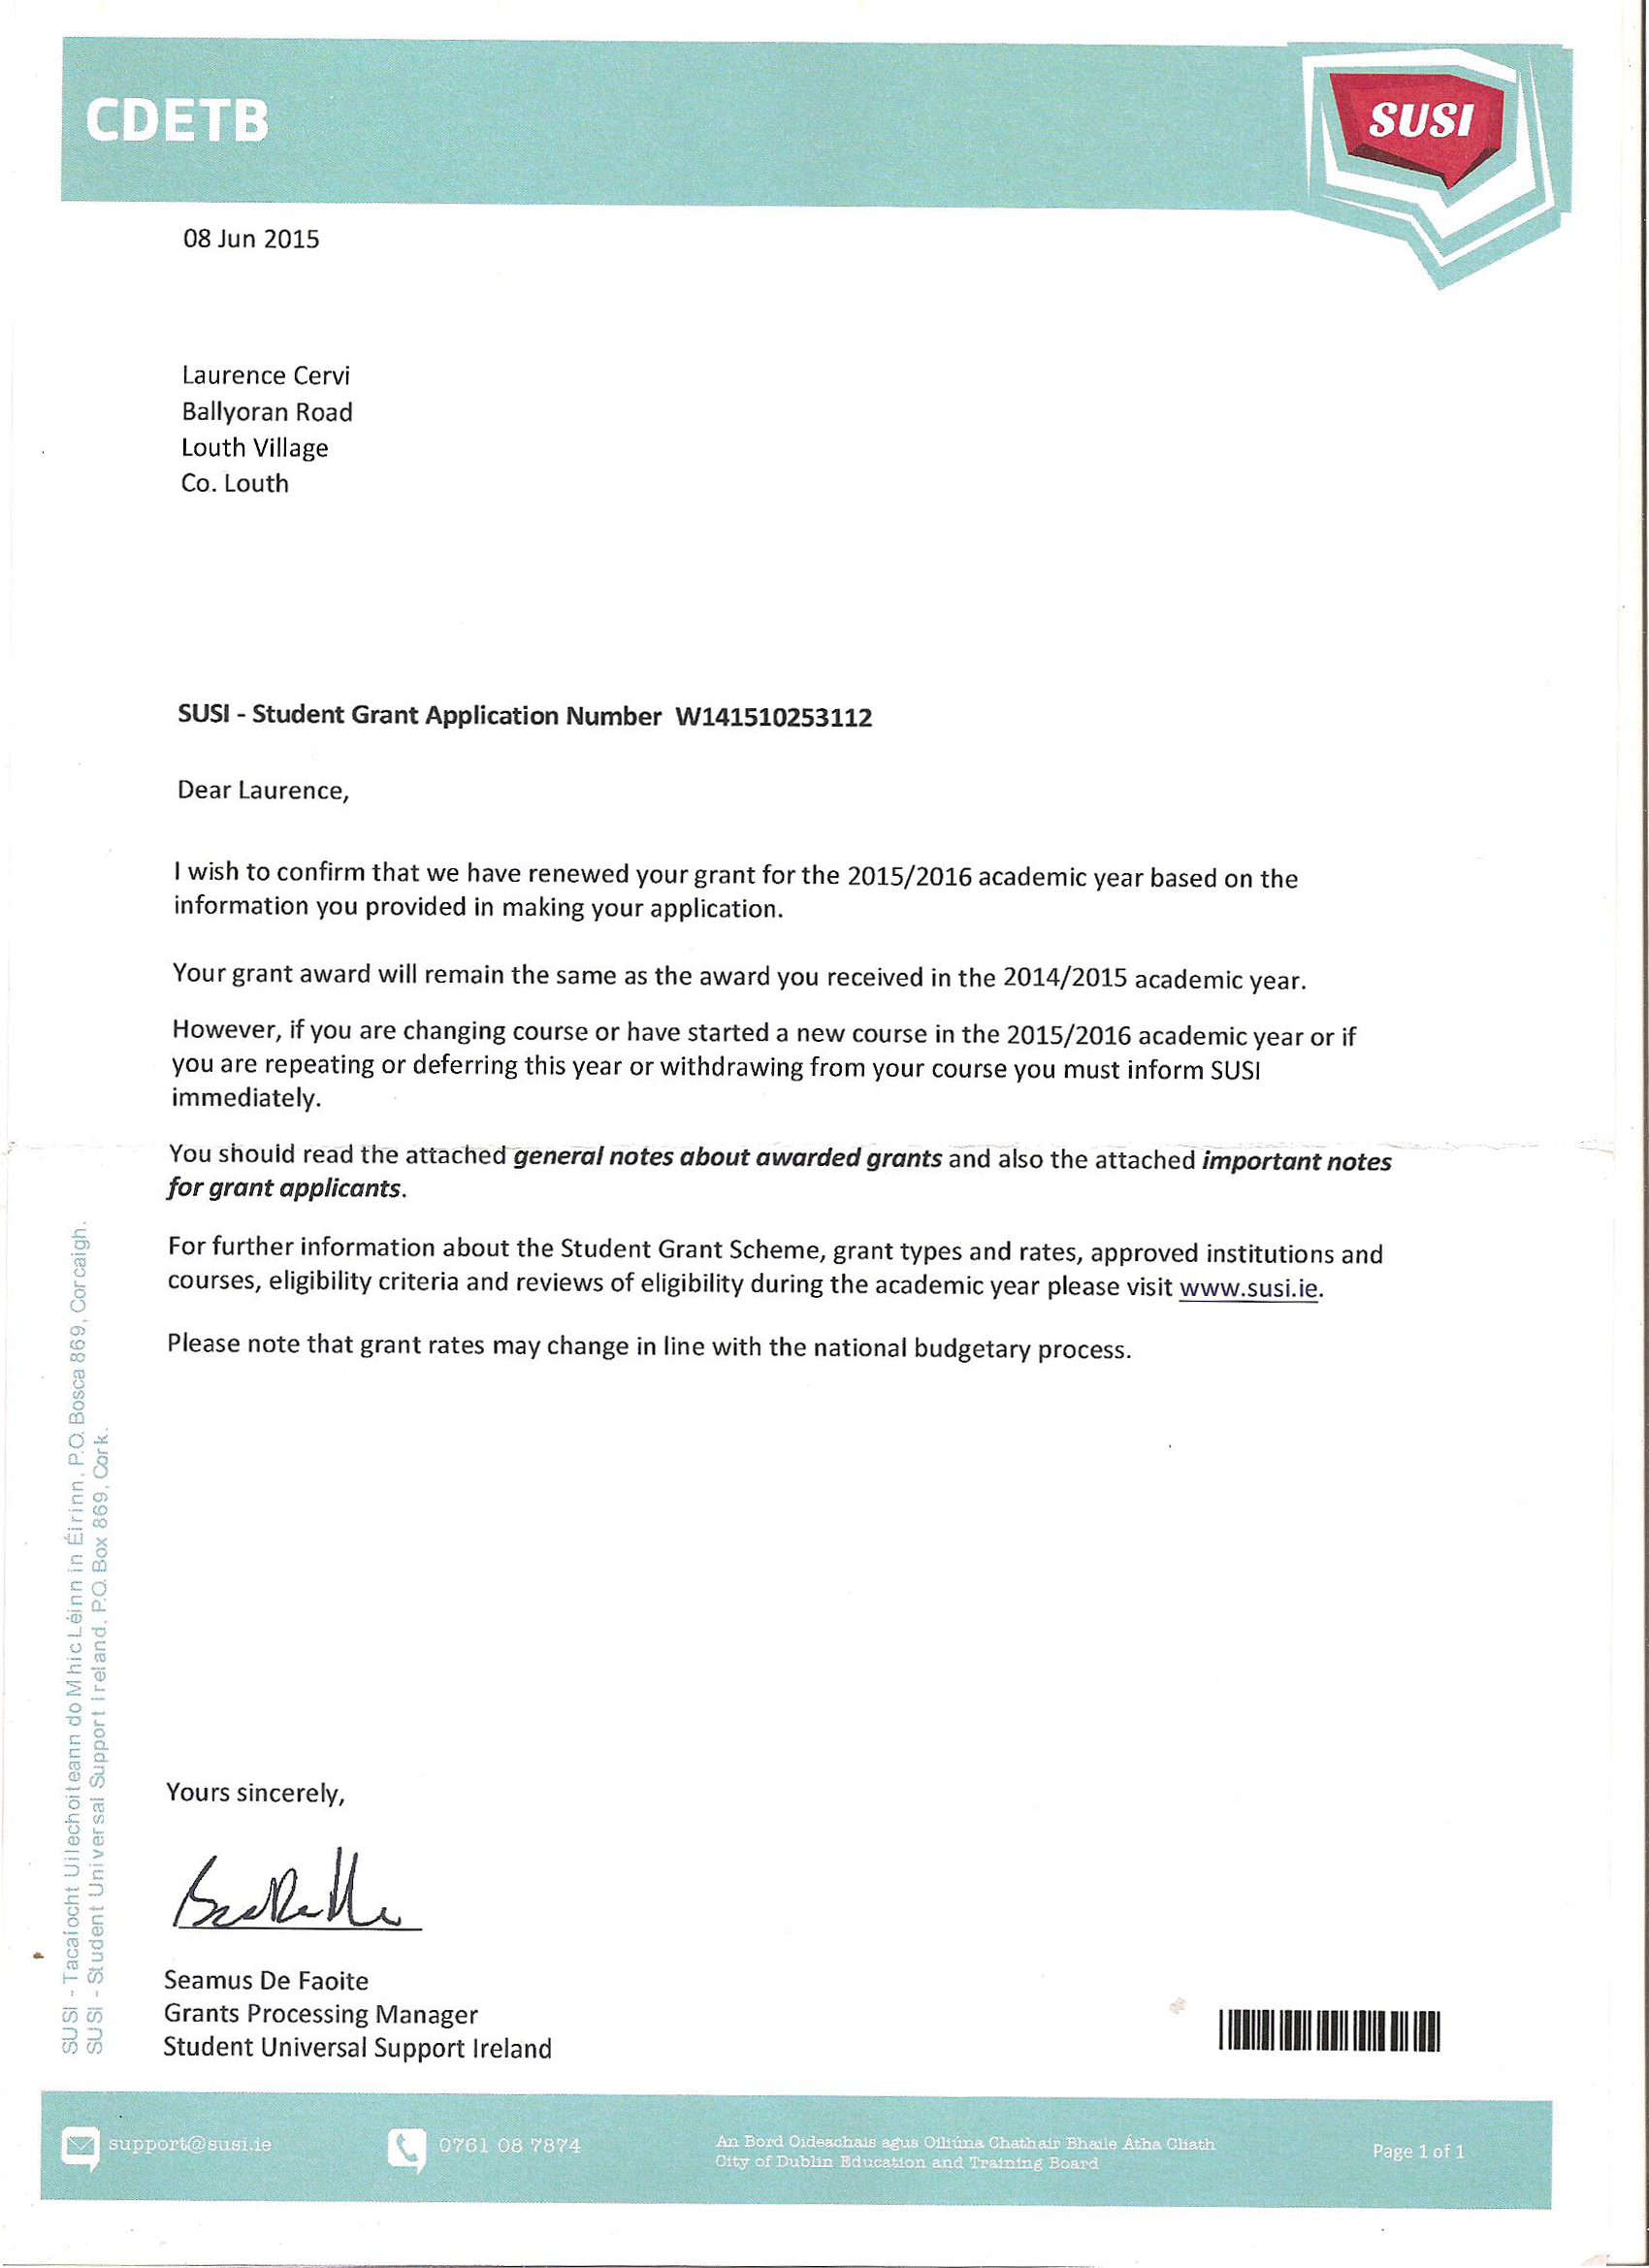 CDETB
SUSI
08 Jun 2015
Laurence Cervi
Ballyoran Road
Louth Village
Co. Louth
SUSI - Student Grant Application Number W141510253112
Dear Laurence,
I wish to confirm that we have renewed your grant for the 2015/2016 academic year based on the
information you provided in making your application.
Your grant award will remain the same as the award you received in the 2014/2015 academic year.
However, if you are changing course or have started a new course in the 2015/2016 academic year or if
you are repeating or deferring this year or withdrawing from your course you must inform SUSI
immediately.
You should read the attached general notes about awarded grants and also the attached important notes
for grant applicants.
For further information about the Student Grant Scheme, grant types and rates, approved institutions and
courses, eligibility criteria and reviews of eligibility during the academic year please visit www.susi.ie.
Please note that grant rates may change in line with the national budgetary process.
Yours sincerely,
Seamus De Faoite
Grants Processing Manager
Student Universal Support Ireland
SUSI - Tacaíocht Uilechoiteann do Mhic Léinn in Éirinn, P.O. Bosca 869, Corcaigh.
SUSI - Student Universal Support Ireland, P.O. Box 869, Cork.
support@susi.ie
0761 08 7874
An Bord Oideachais agus Oiliúna Chathair Bhaile Átha Cliath
City of Dublin Education and Training Board
Page 1 of 1